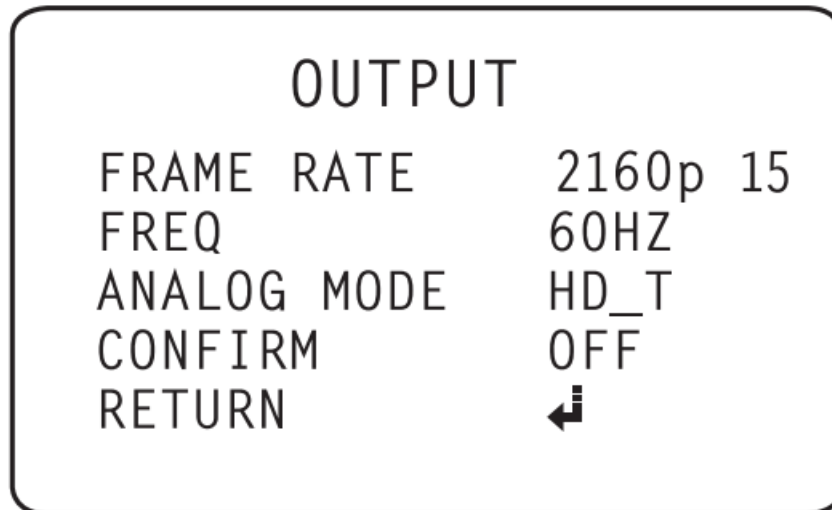 OUTPUT
FRAME RATE 2160p 15
FREQ 60HZ
ANALOG MODE HD_T
CONFIRM OFF
RETURN ↲